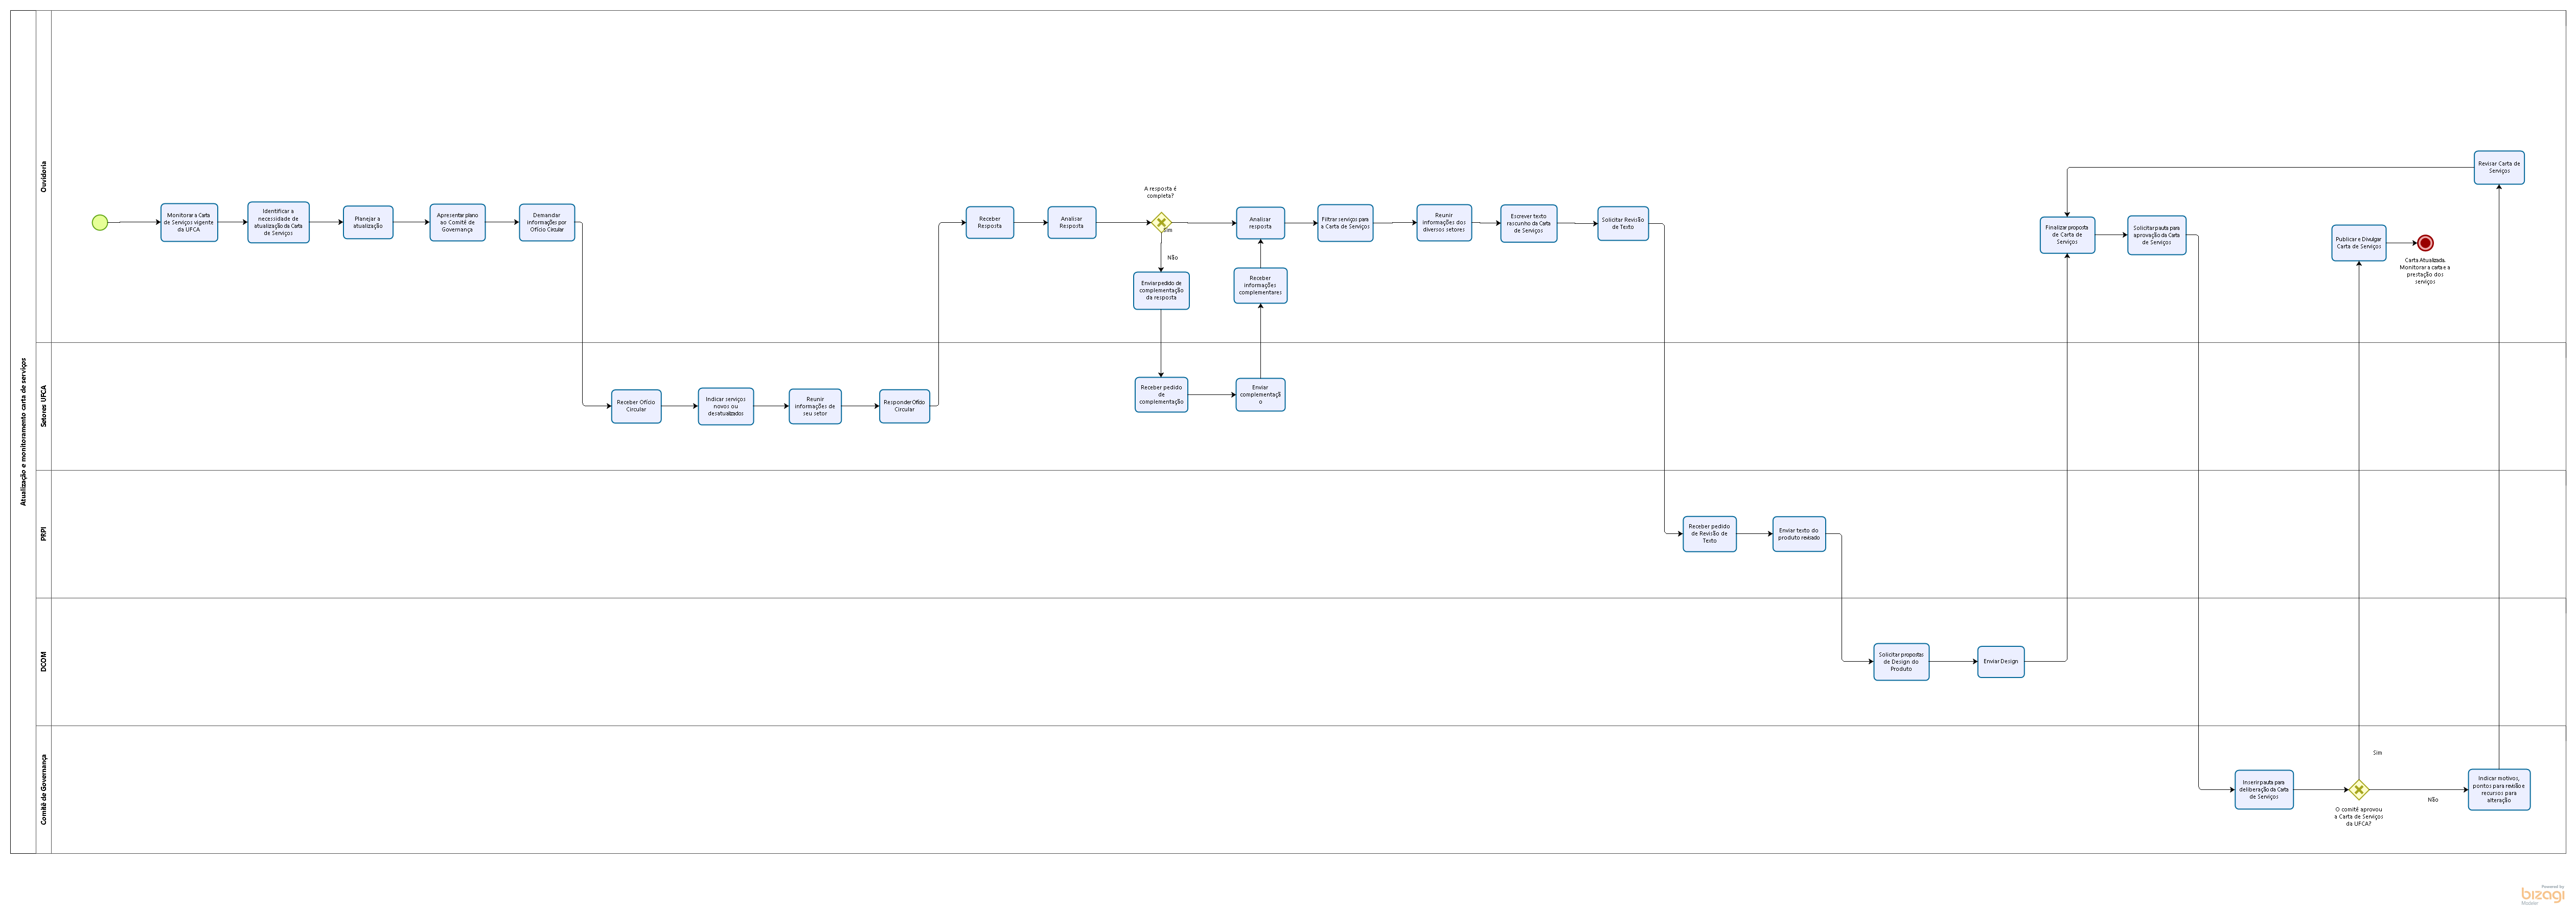 Atualização e monitoramento carta de serviços
Ouvidoria
Monitorar a Carta
de Serviços vigente
da UFCA
Identificar a
necessidade de
atualização da Carta
de Serviços
Planejar a
atualização
Apresentar plano
ao Comitê de
Governança
Demandar
informações por
Ofício Circular
Receber
Resposta
Analisar
Resposta
A resposta é
completa?
Sim
Não
Enviar pedido de
complementação
da resposta
Analisar
resposta
Receber
informações
complementares
Filtrar serviços para
a Carta de Serviços
Reunir
informações dos
diversos setores
Escrever texto
rascunho da Carta
de Serviços
Solicitar Revisão
de Texto
Finalizar proposta
de Carta de
Serviços
Solicitar pauta para
aprovação da Carta
de Serviços
Publicar e Divulgar
Carta de Serviços
Carta Atualizada.
Monitorar a carta e a
prestação dos
serviços
Revisar Carta de
Serviços
Setores UFCA
Receber Ofício
Circular
Indicar serviços
novos ou
desatualizados
Reunir
informações de
seu setor
Responder Ofício
Circular
Receber pedido
de
complementação
Enviar
complementaçã
o
PRPI
Receber pedido
de Revisão de
Texto
Enviar texto do
produto revisado
DCOM
Solicitar propostas
de Design do
Produto
Enviar Design
Comitê de Governança
Inserir pauta para
deliberação da Carta
de Serviços
Sim
O comitê aprovou
a Carta de Serviços
da UFCA?
Não
Indicar motivos,
pontos para revisão e
recursos para
alteração
Powered by
bizagi
Modeler